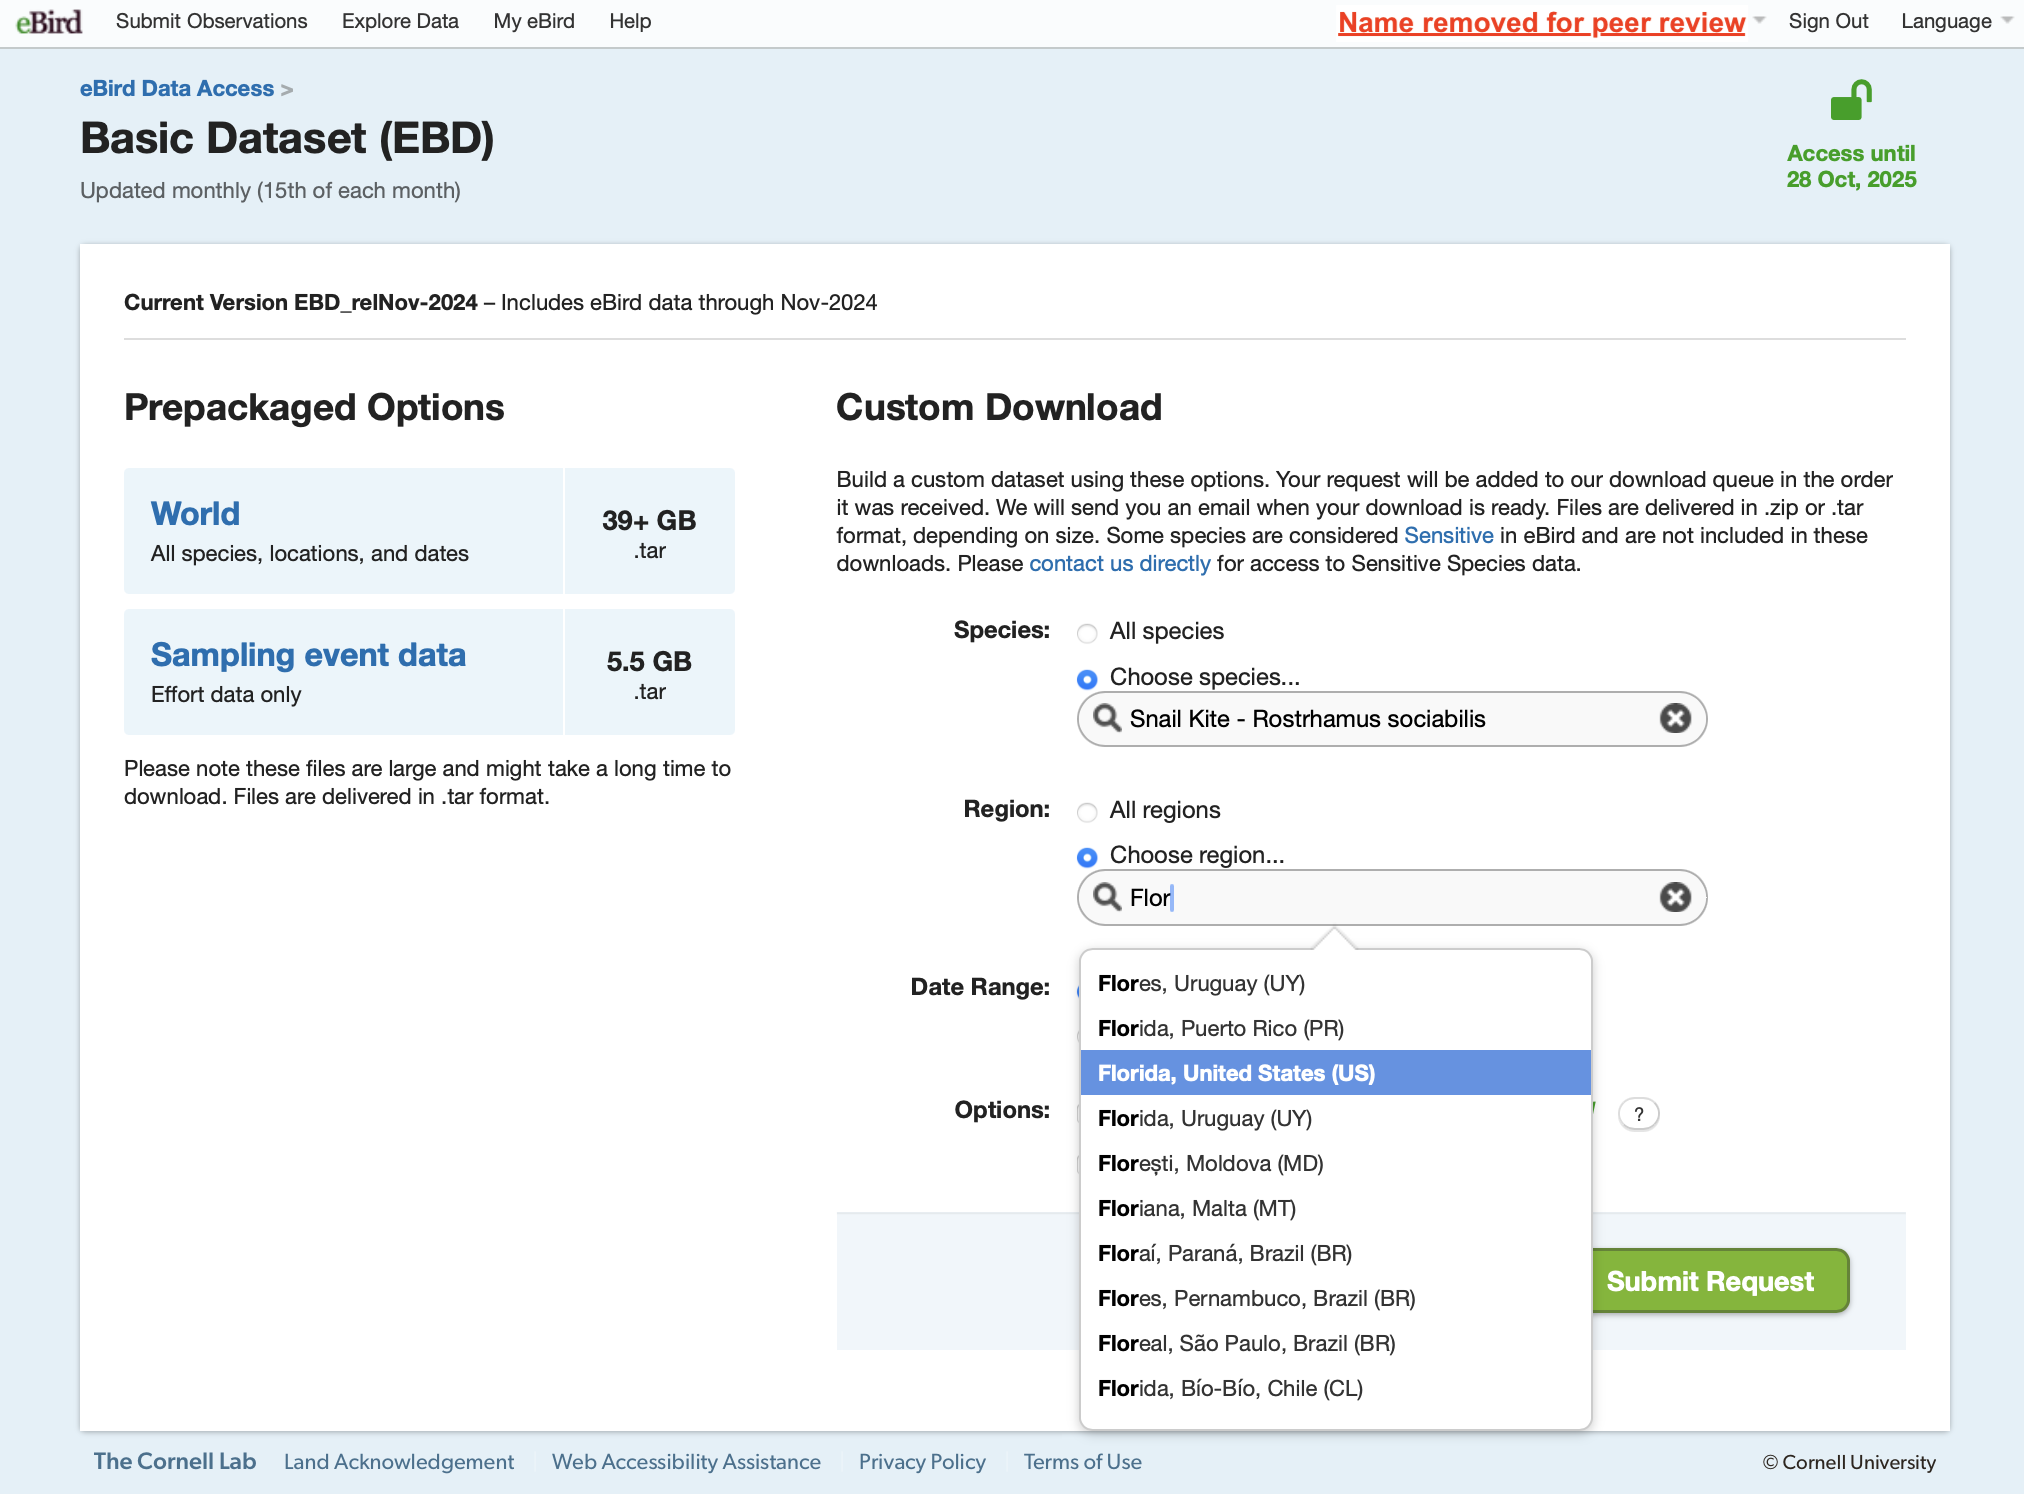 eBird Submit Observations Explore Data My eBird Help Name removed for peer review Sign Out Language
eBird Data Access >
Basic Dataset (EBD)
Updated monthly (15th of each month)
Access until
28 Oct, 2025
Current Version EBD_relNov-2024 – Includes eBird data through Nov-2024
Prepackaged Options
World
All species, locations, and dates
39+ GB
.tar
Sampling event data
Effort data only
5.5 GB
.tar
Please note these files are large and might take a long time to
download. Files are delivered in .tar format.
Custom Download
Build a custom dataset using these options. Your request will be added to our download queue in the order
it was received. We will send you an email when your download is ready. Files are delivered in .zip or .tar
format, depending on size. Some species are considered Sensitive in eBird and are not included in these
downloads. Please contact us directly for access to Sensitive Species data.
Species: All species
Choose species...
Snail Kite - Rostrhamus sociabilis
Region: All regions
Choose region...
Flor
Date Range:
Options:
?
Flores, Uruguay (UY)
Florida, Puerto Rico (PR)
Florida, United States (US)
Florida, Uruguay (UY)
Florești, Moldova (MD)
Floriana, Malta (MT)
Floraí, Paraná, Brazil (BR)
Flores, Pernambuco, Brazil (BR)
Floreal, São Paulo, Brazil (BR)
Florida, Bío-Bío, Chile (CL)
Submit Request
The Cornell Lab Land Acknowledgement Web Accessibility Assistance Privacy Policy Terms of Use © Cornell University